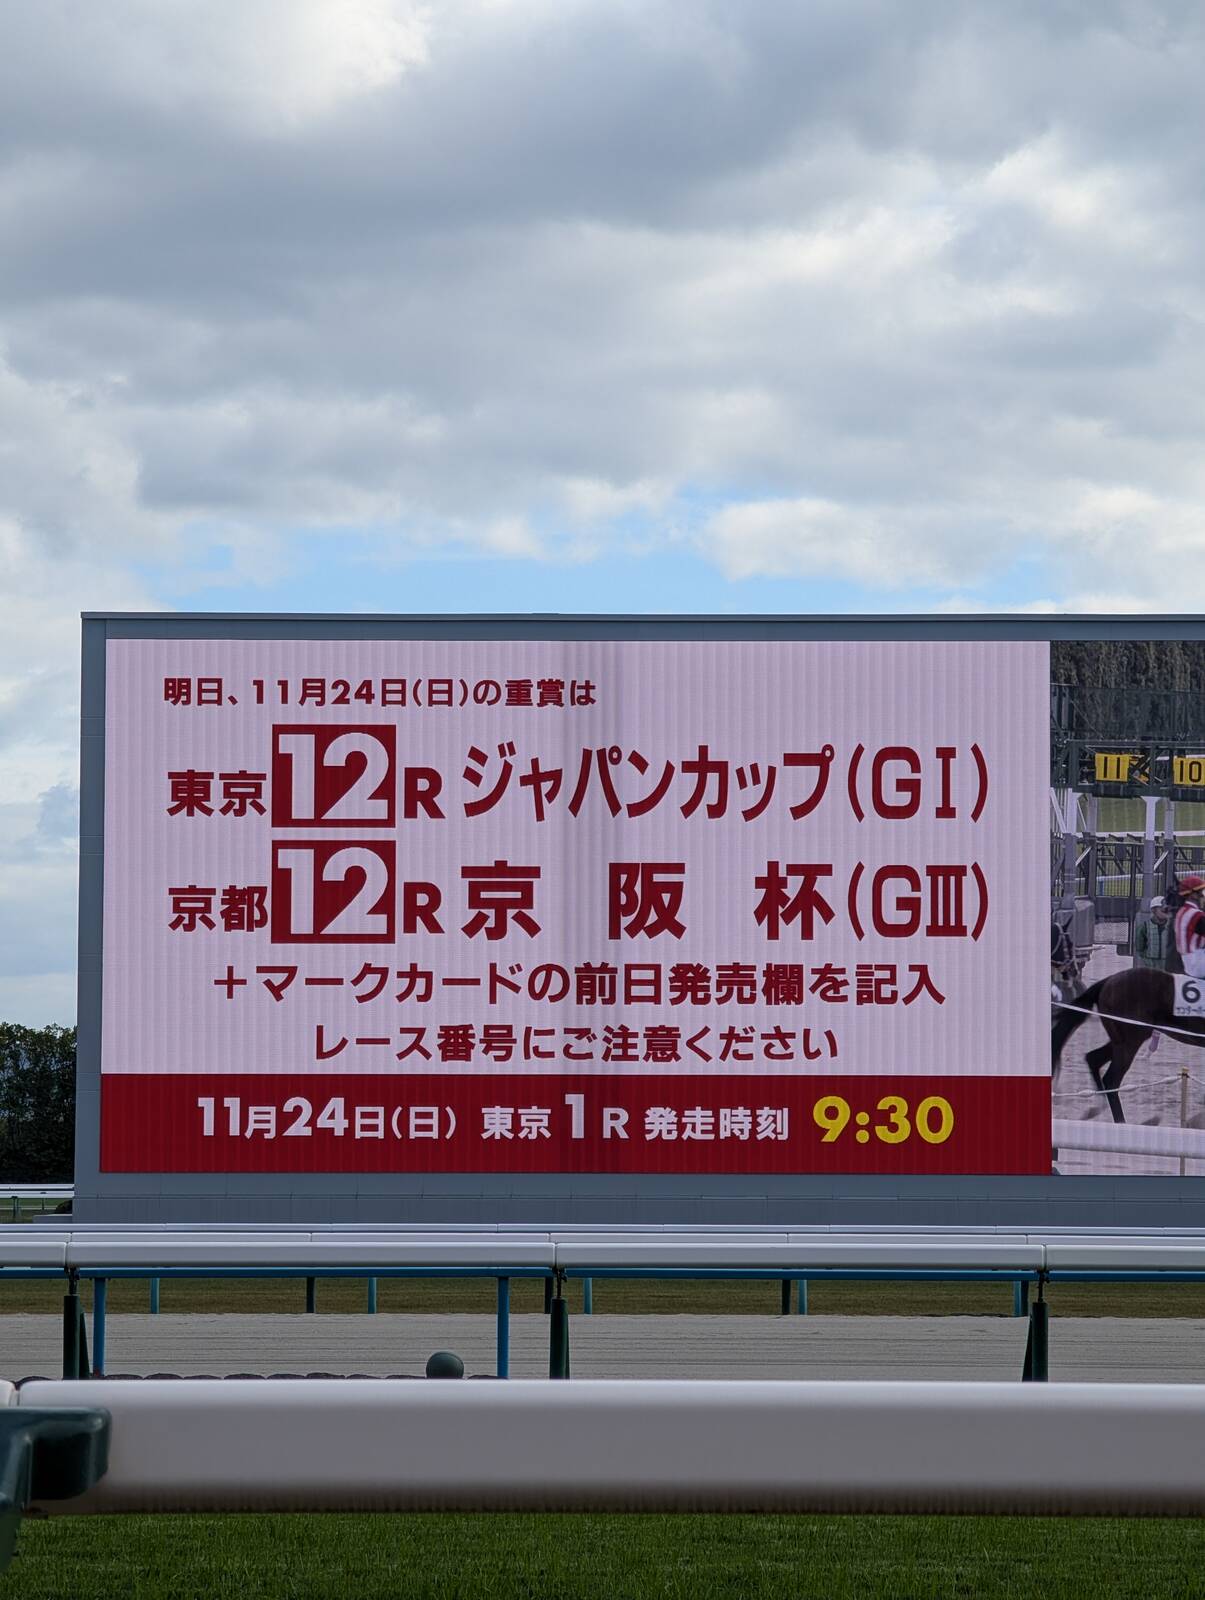 明日、11月24日(日)の重賞は
東京12R ジャパンカップ(GⅠ)
京都12R 京阪杯(GⅢ)
+マークカードの前日発売欄を記入
レース番号にご注意ください
11月24日(日) 東京1R 発走時刻 9:30
11
10
6